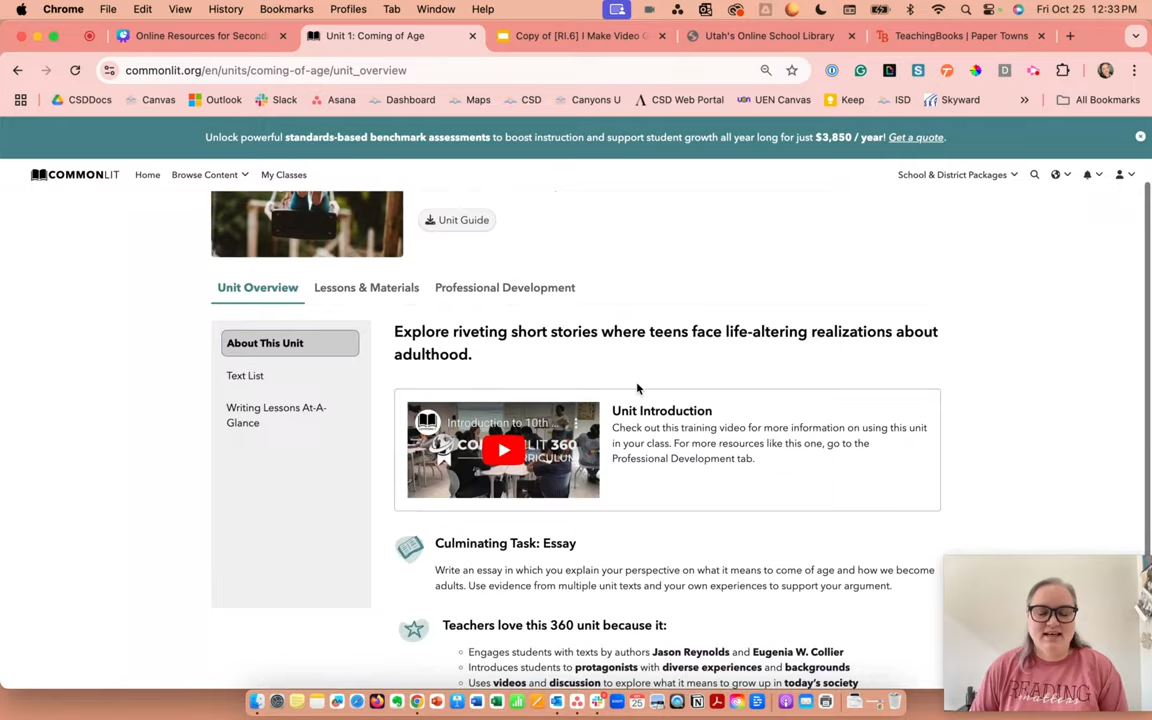 Chrome File Edit View History Bookmarks Profiles Tab Window Help Fri Oct 25 12:33 PM
Online Resources for Second Unit 1: Coming of Age Copy of [RI.6] I Make Video G Utah's Online School Library TeachingBooks | Paper Towns
commonlit.org/en/units/coming-of-age/unit_overview
CSDDocs Canvas Outlook Slack Asana Dashboard Maps CSD Canyons U CSD Web Portal UEN Canvas Keep ISD Skyward All Bookmarks
Unlock powerful standards-based benchmark assessments to boost instruction and support student growth all year long for just $3,850 / year! Get a quote.
COMMONLIT Home Browse Content My Classes School & District Packages
Unit Guide
Unit Overview Lessons & Materials Professional Development
About This Unit
Text List
Writing Lessons At-A-
Glance
Explore riveting short stories where teens face life-altering realizations about
adulthood.
Introduction to 10th ...
COMMONLIT 360
CURRICULUM
Unit Introduction
Check out this training video for more information on using this unit
in your class. For more resources like this one, go to the
Professional Development tab.
Culminating Task: Essay
Write an essay in which you explain your perspective on what it means to come of age and how we become
adults. Use evidence from multiple unit texts and your own experiences to support your argument.
Teachers love this 360 unit because it:
Engages students with texts by authors Jason Reynolds and Eugenia W. Collier
Introduces students to protagonists with diverse experiences and backgrounds
Uses videos and discussion to explore what it means to grow up in today's society
READING
matters